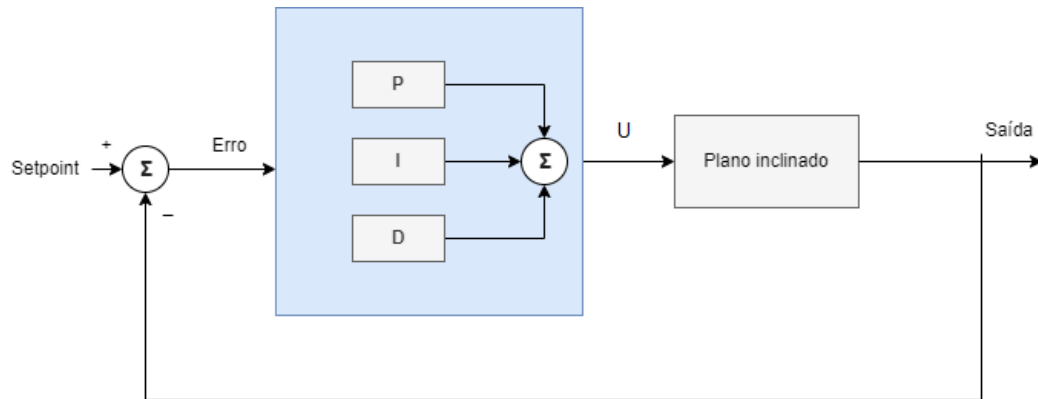 Setpoint
+
Σ
−
Erro
P
I
D
Σ
U
Plano inclinado
Saída